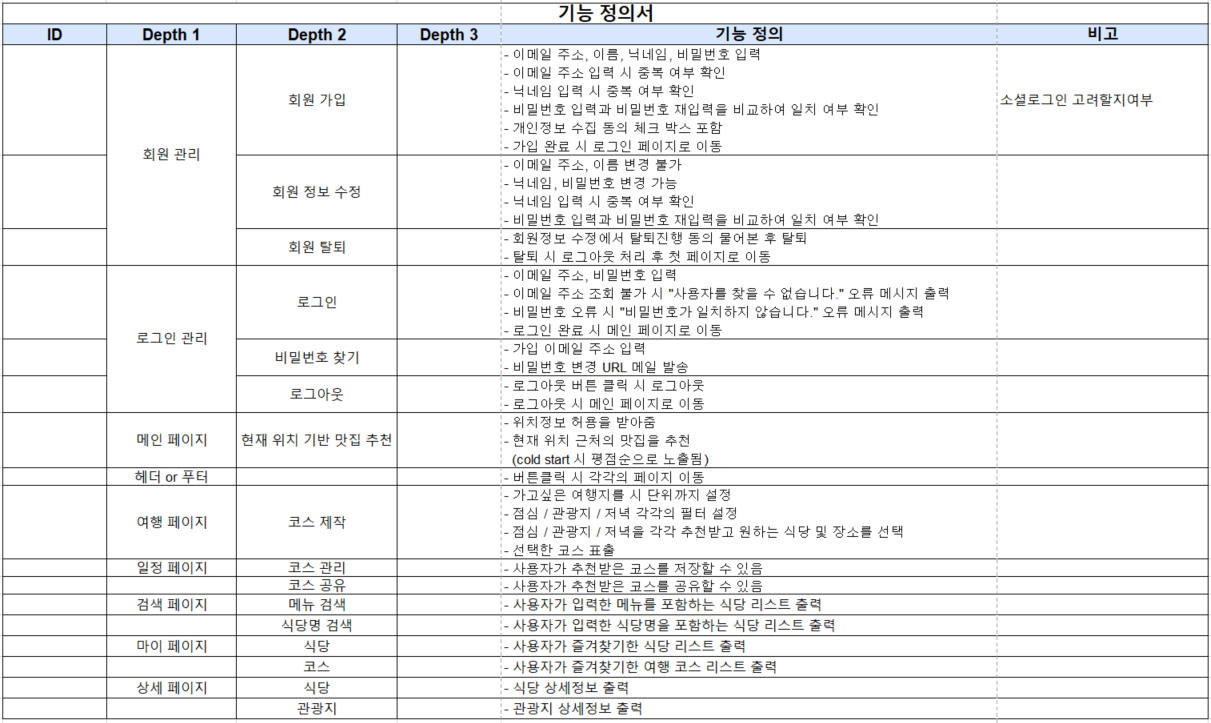 기능 정의서
ID Depth 1 Depth 2 Depth 3 기능 정의 비고
회원 관리
회원 가입
- 이메일 주소, 이름, 닉네임, 비밀번호 입력
- 이메일 주소 입력 시 중복 여부 확인
- 닉네임 입력 시 중복 여부 확인
- 비밀번호 입력과 비밀번호 재입력을 비교하여 일치 여부 확인
- 개인정보 수집 동의 체크 박스 포함
- 가입 완료 시 로그인 페이지로 이동
소셜로그인 고려할지여부
회원 정보 수정
- 이메일 주소, 이름 변경 불가
- 닉네임, 비밀번호 변경 가능
- 닉네임 입력 시 중복 여부 확인
- 비밀번호 입력과 비밀번호 재입력을 비교하여 일치 여부 확인
회원 탈퇴
- 회원정보 수정에서 탈퇴진행 동의 물어본 후 탈퇴
- 탈퇴 시 로그아웃 처리 후 첫 페이지로 이동
로그인 관리
로그인
- 이메일 주소, 비밀번호 입력
- 이메일 주소 조회 불가 시 "사용자를 찾을 수 없습니다." 오류 메시지 출력
- 비밀번호 오류 시 "비밀번호가 일치하지 않습니다." 오류 메시지 출력
- 로그인 완료 시 메인 페이지로 이동
비밀번호 찾기
- 가입 이메일 주소 입력
- 비밀번호 변경 URL 메일 발송
로그아웃
- 로그아웃 버튼 클릭 시 로그아웃
- 로그아웃 시 메인 페이지로 이동
메인 페이지
현재 위치 기반 맛집 추천
- 위치정보 허용을 받아줌
- 현재 위치 근처의 맛집을 추천
(cold start 시 평점순으로 노출됨)
헤더 or 푸터
- 버튼클릭 시 각각의 페이지 이동
여행 페이지
코스 제작
- 가고싶은 여행지를 시 단위까지 설정
- 점심 / 관광지 / 저녁 각각의 필터 설정
- 점심 / 관광지 / 저녁을 각각 추천받고 원하는 식당 및 장소를 선택
- 선택한 코스 표출
일정 페이지
코스 관리
- 사용자가 추천받은 코스를 저장할 수 있음
코스 공유
- 사용자가 추천받은 코스를 공유할 수 있음
검색 페이지
메뉴 검색
- 사용자가 입력한 메뉴를 포함하는 식당 리스트 출력
식당명 검색
- 사용자가 입력한 식당명을 포함하는 식당 리스트 출력
마이 페이지
식당
- 사용자가 즐겨찾기한 식당 리스트 출력
코스
- 사용자가 즐겨찾기한 여행 코스 리스트 출력
상세 페이지
식당
- 식당 상세정보 출력
관광지
- 관광지 상세정보 출력